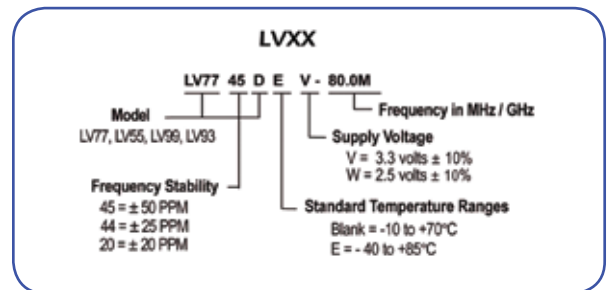 LVXX
LV77 45 D E V - 80.0M
Frequency in MHz / GHz
Model
LV77, LV55, LV99, LV93
Supply Voltage
V = 3.3 volts ± 10%
W = 2.5 volts ± 10%
Frequency Stability
45 = ± 50 PPM
44 = ± 25 PPM
20 = ± 20 PPM
Standard Temperature Ranges
Blank = -10 to +70°C
E = - 40 to +85°C